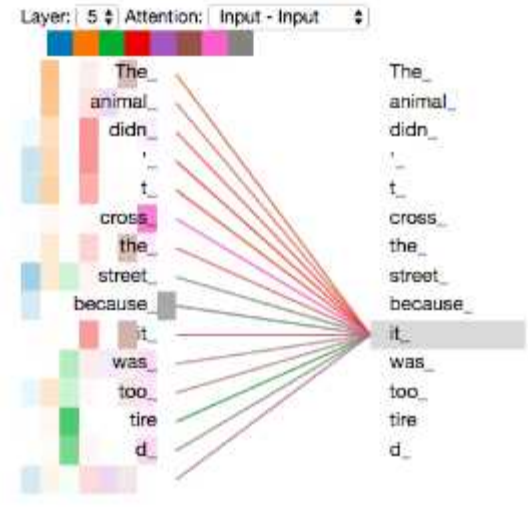 Layer: 5 Attention: Input - Input
The_ The_
animal_ animal_
didn_ didn_
'_ '_
t_ t_
cross_ cross_
the_ the_
street_ street_
because_ because_
it_ it_
was_ was_
too_ too_
tire tire
d_ d_